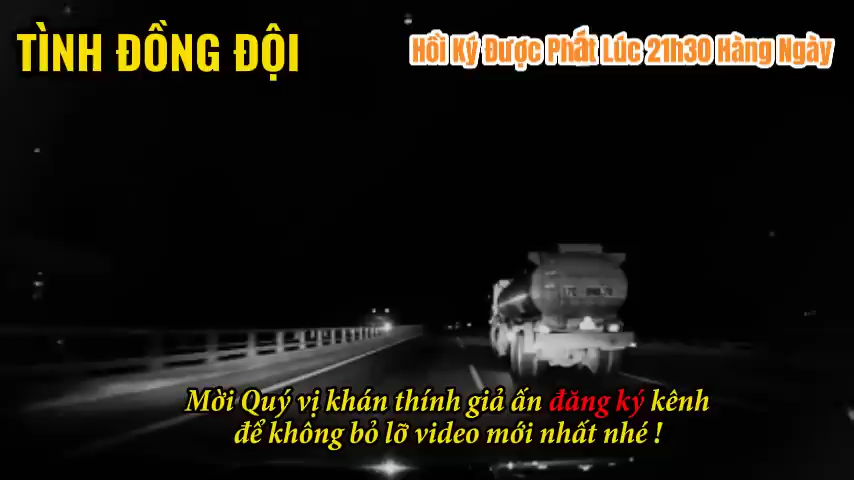 TÌNH ĐỒNG ĐỘI
Hồi Ký Được Phát Lúc 21h30 Hàng Ngày
Mời Quý vị khán thính giả ấn đăng ký kênh
để không bỏ lỡ video mới nhất nhé !